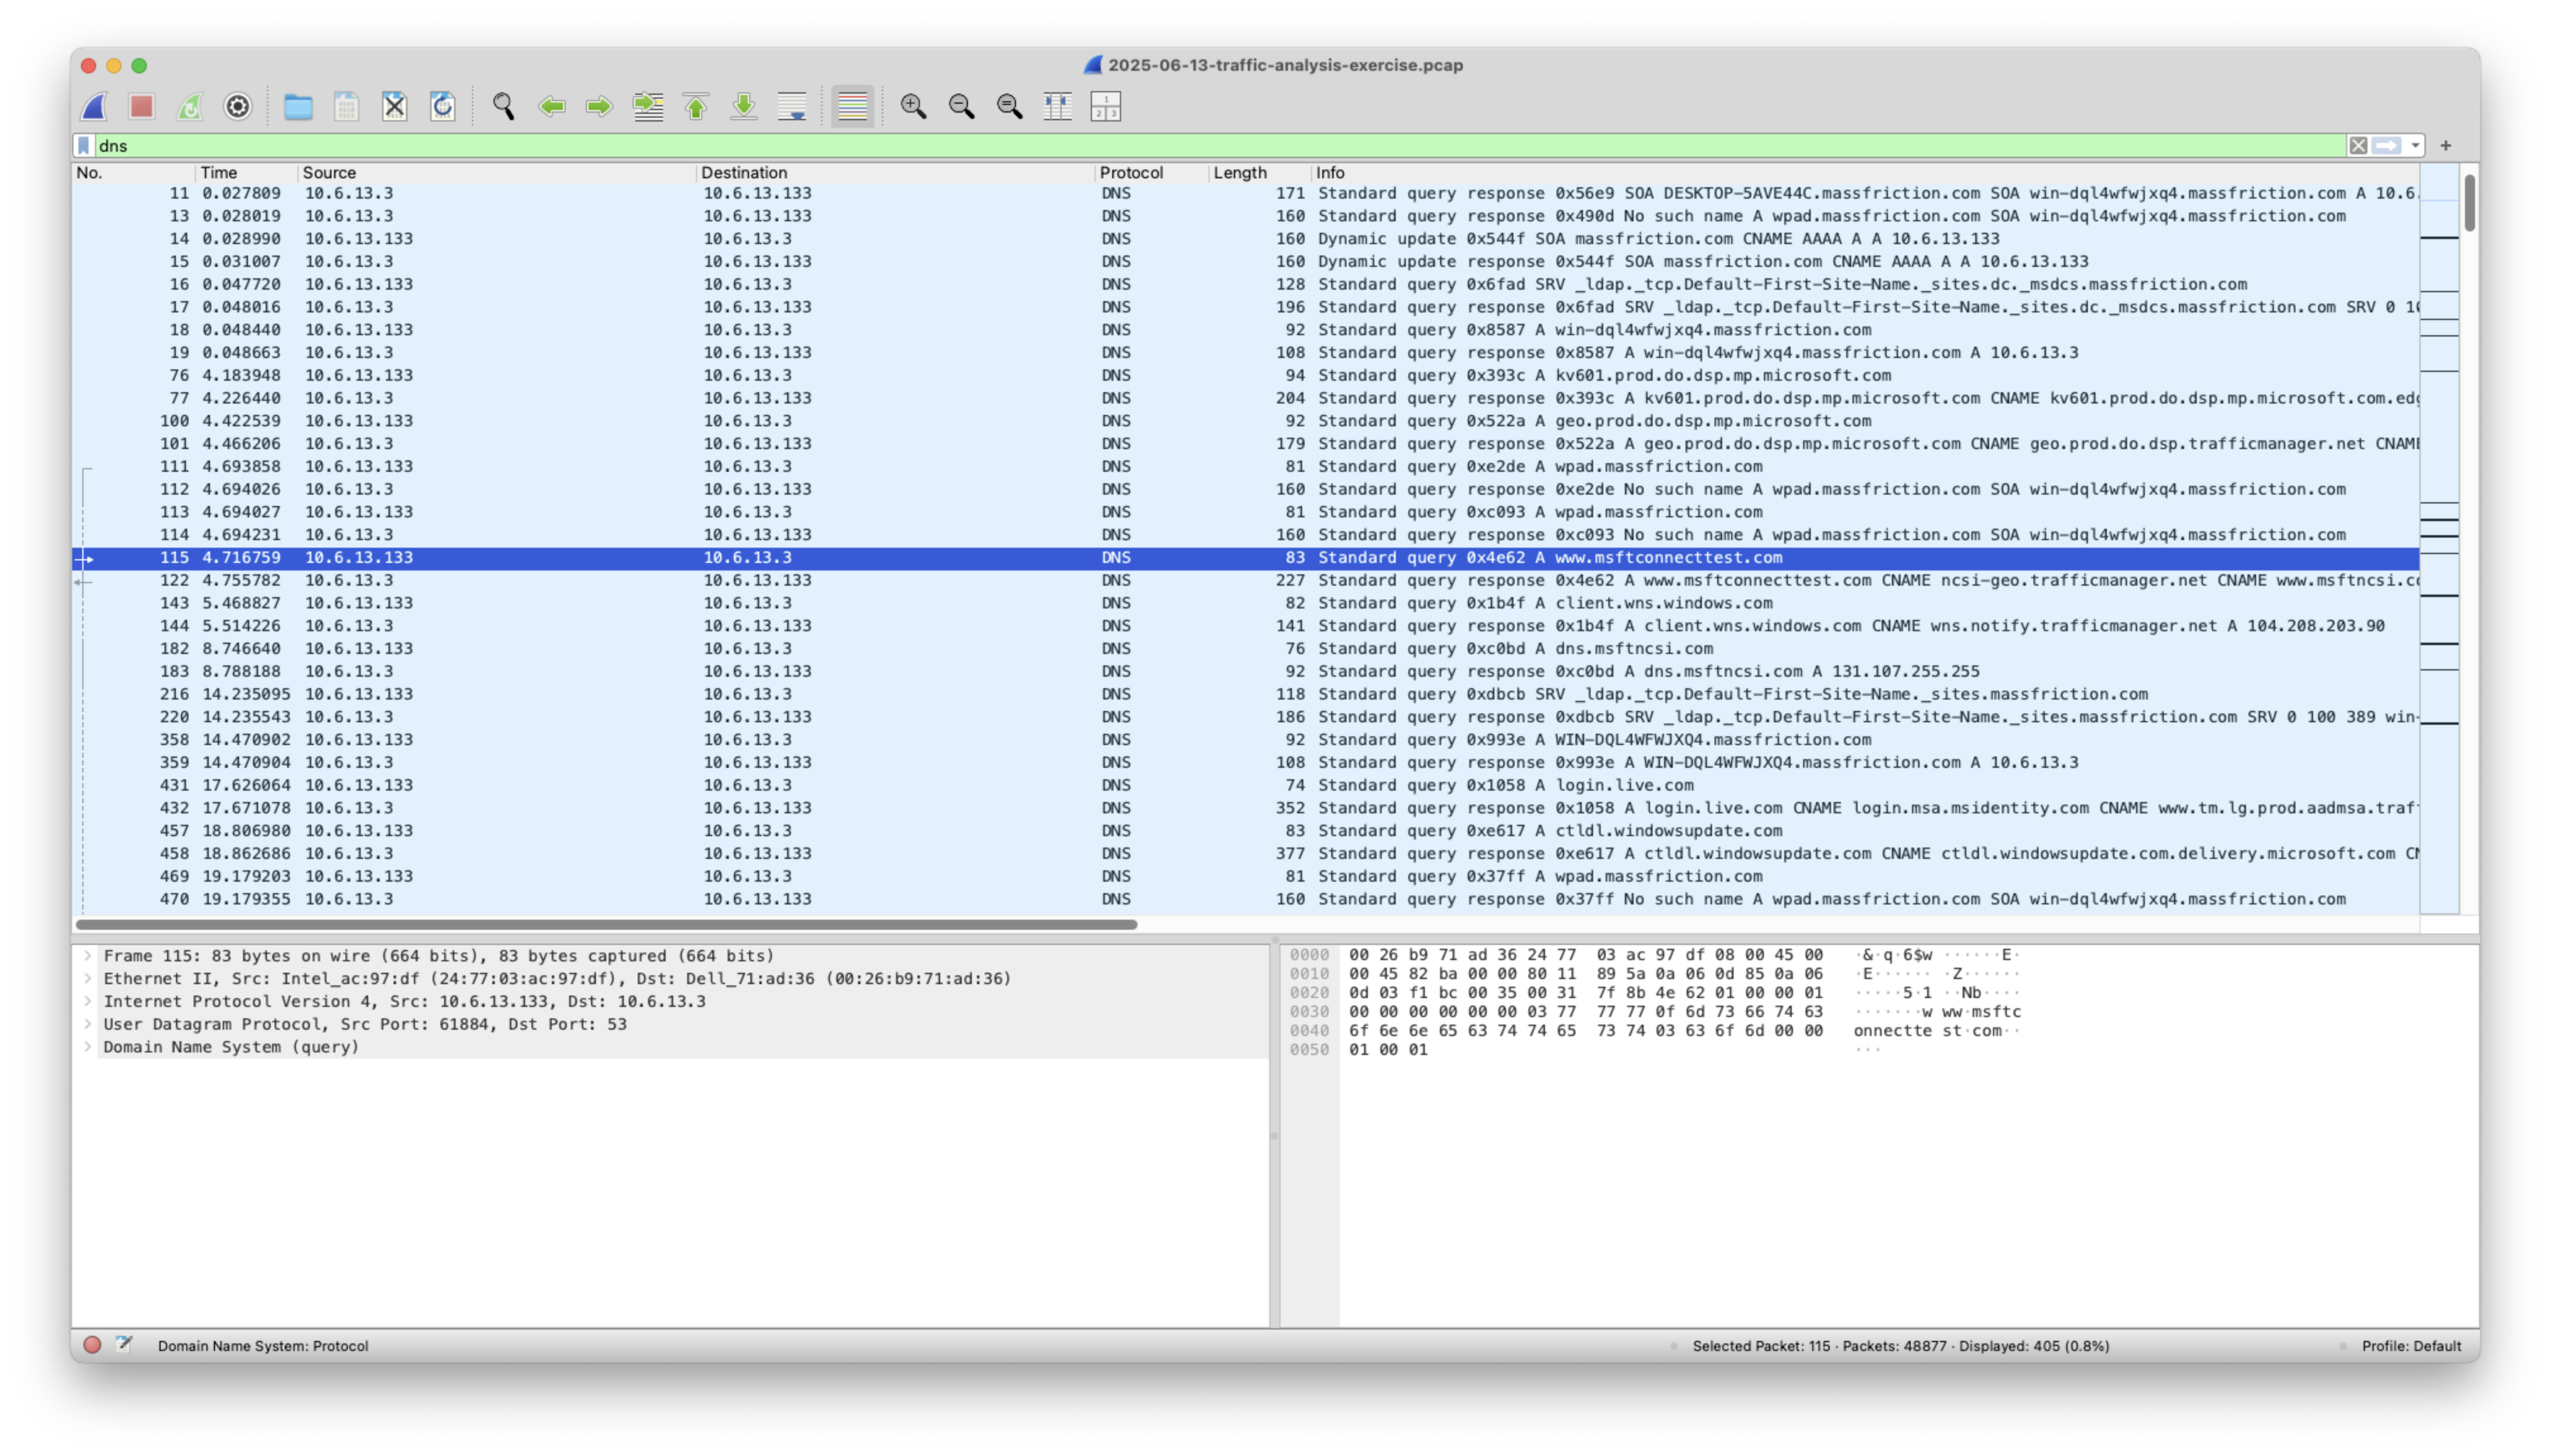 2025-06-13-traffic-analysis-exercise.pcap
dns
No. Time Source Destination Protocol Length Info
11 0.027809 10.6.13.3 10.6.13.133 DNS 171 Standard query response 0x56e9 SOA DESKTOP-5AVE44C.massfriction.com SOA win-dql4wfwjxq4.massfriction.com A 10.6.
13 0.028019 10.6.13.3 10.6.13.133 DNS 160 Standard query response 0x490d No such name A wpad.massfriction.com SOA win-dql4wfwjxq4.massfriction.com
14 0.028990 10.6.13.133 10.6.13.3 DNS 160 Dynamic update 0x544f SOA massfriction.com CNAME AAAA A A 10.6.13.133
15 0.031007 10.6.13.3 10.6.13.133 DNS 160 Dynamic update response 0x544f SOA massfriction.com CNAME AAAA A A 10.6.13.133
16 0.047720 10.6.13.133 10.6.13.3 DNS 128 Standard query 0x6fad SRV _ldap._tcp.Default-First-Site-Name._sites.dc._msdcs.massfriction.com
17 0.048016 10.6.13.3 10.6.13.133 DNS 196 Standard query response 0x6fad SRV _ldap._tcp.Default-First-Site-Name._sites.dc._msdcs.massfriction.com SRV 0 10
18 0.048440 10.6.13.133 10.6.13.3 DNS 92 Standard query 0x8587 A win-dql4wfwjxq4.massfriction.com
19 0.048663 10.6.13.3 10.6.13.133 DNS 108 Standard query response 0x8587 A win-dql4wfwjxq4.massfriction.com A 10.6.13.3
76 4.183948 10.6.13.133 10.6.13.3 DNS 94 Standard query 0x393c A kv601.prod.do.dsp.mp.microsoft.com
77 4.226440 10.6.13.3 10.6.13.133 DNS 204 Standard query response 0x393c A kv601.prod.do.dsp.mp.microsoft.com CNAME kv601.prod.do.dsp.mp.microsoft.com.edg
100 4.422539 10.6.13.133 10.6.13.3 DNS 92 Standard query 0x522a A geo.prod.do.dsp.mp.microsoft.com
101 4.466206 10.6.13.3 10.6.13.133 DNS 179 Standard query response 0x522a A geo.prod.do.dsp.mp.microsoft.com CNAME geo.prod.do.dsp.trafficmanager.net CNAME
111 4.693858 10.6.13.133 10.6.13.3 DNS 81 Standard query 0xe2de A wpad.massfriction.com
112 4.694026 10.6.13.3 10.6.13.133 DNS 160 Standard query response 0xe2de No such name A wpad.massfriction.com SOA win-dql4wfwjxq4.massfriction.com
113 4.694027 10.6.13.133 10.6.13.3 DNS 81 Standard query 0xc093 A wpad.massfriction.com
114 4.694231 10.6.13.3 10.6.13.133 DNS 160 Standard query response 0xc093 No such name A wpad.massfriction.com SOA win-dql4wfwjxq4.massfriction.com
115 4.716759 10.6.13.133 10.6.13.3 DNS 83 Standard query 0x4e62 A www.msftconnecttest.com
122 4.755782 10.6.13.3 10.6.13.133 DNS 227 Standard query response 0x4e62 A www.msftconnecttest.com CNAME ncsi-geo.trafficmanager.net CNAME www.msftncsi.co
143 5.468827 10.6.13.133 10.6.13.3 DNS 82 Standard query 0x1b4f A client.wns.windows.com
144 5.514226 10.6.13.3 10.6.13.133 DNS 141 Standard query response 0x1b4f A client.wns.windows.com CNAME wns.notify.trafficmanager.net A 104.208.203.90
182 8.746640 10.6.13.133 10.6.13.3 DNS 76 Standard query 0xc0bd A dns.msftncsi.com
183 8.788188 10.6.13.3 10.6.13.133 DNS 92 Standard query response 0xc0bd A dns.msftncsi.com A 131.107.255.255
216 14.235095 10.6.13.133 10.6.13.3 DNS 118 Standard query 0xdbcb SRV _ldap._tcp.Default-First-Site-Name._sites.massfriction.com
220 14.235543 10.6.13.3 10.6.13.133 DNS 186 Standard query response 0xdbcb SRV _ldap._tcp.Default-First-Site-Name._sites.massfriction.com SRV 0 100 389 win-
358 14.470902 10.6.13.133 10.6.13.3 DNS 92 Standard query 0x993e A WIN-DQL4WFWJXQ4.massfriction.com
359 14.470904 10.6.13.3 10.6.13.133 DNS 108 Standard query response 0x993e A WIN-DQL4WFWJXQ4.massfriction.com A 10.6.13.3
431 17.626064 10.6.13.133 10.6.13.3 DNS 74 Standard query 0x1058 A login.live.com
432 17.671078 10.6.13.3 10.6.13.133 DNS 352 Standard query response 0x1058 A login.live.com CNAME login.msa.msidentity.com CNAME www.tm.lg.prod.aadmsa.traf
457 18.806980 10.6.13.133 10.6.13.3 DNS 83 Standard query 0xe617 A ctldl.windowsupdate.com
458 18.862686 10.6.13.3 10.6.13.133 DNS 377 Standard query response 0xe617 A ctldl.windowsupdate.com CNAME ctldl.windowsupdate.com.delivery.microsoft.com CN
469 19.179203 10.6.13.133 10.6.13.3 DNS 81 Standard query 0x37ff A wpad.massfriction.com
470 19.179355 10.6.13.3 10.6.13.133 DNS 160 Standard query response 0x37ff No such name A wpad.massfriction.com SOA win-dql4wfwjxq4.massfriction.com
Frame 115: 83 bytes on wire (664 bits), 83 bytes captured (664 bits)
Ethernet II, Src: Intel_ac:97:df (24:77:03:ac:97:df), Dst: Dell_71:ad:36 (00:26:b9:71:ad:36)
Internet Protocol Version 4, Src: 10.6.13.133, Dst: 10.6.13.3
User Datagram Protocol, Src Port: 61884, Dst Port: 53
Domain Name System (query)
0000 00 26 b9 71 ad 36 24 77 03 ac 97 df 08 00 45 00 ·&·q·6$w ······E·
0010 00 45 82 ba 00 00 80 11 89 5a 0a 06 0d 85 0a 06 ·E······ ·Z······
0020 0d 03 f1 bc 00 35 00 31 7f 8b 4e 62 01 00 00 01 ·····5·1 ··Nb····
0030 00 00 00 00 00 00 03 77 77 77 0f 6d 73 66 74 63 ·······w ww·msftc
0040 6f 6e 6e 65 63 74 74 65 73 74 03 63 6f 6d 00 00 onnectte st·com··
0050 01 00 01 ···
Domain Name System: Protocol
Selected Packet: 115 · Packets: 48877 · Displayed: 405 (0.8%)
Profile: Default